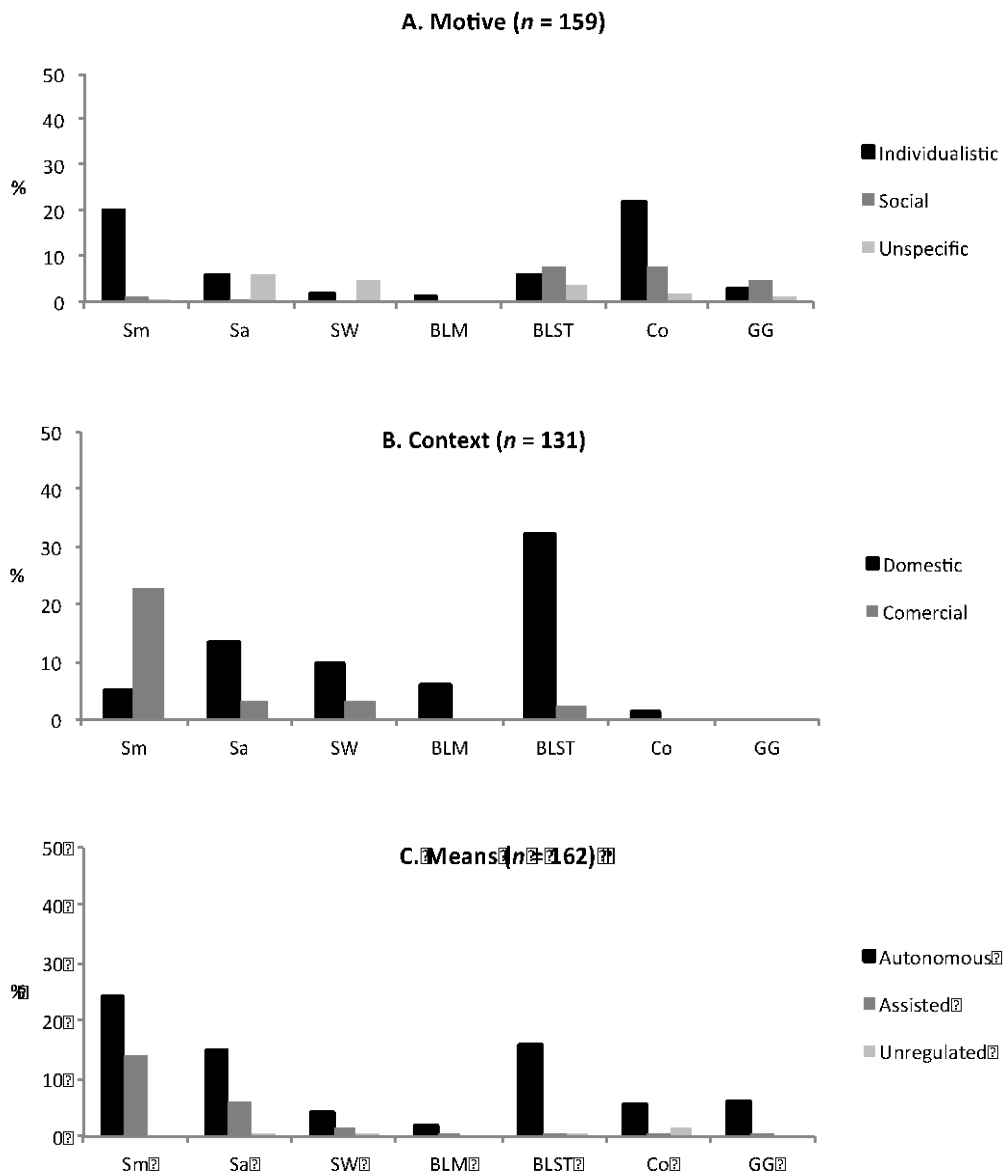 A. Motive (n = 159)
50
40
30
%
20
10
0
Sm Sa SW BLM BLST Co GG
Individualistic
Social
Unspecific
B. Context (n = 131)
50
40
30
%
20
10
0
Sm Sa SW BLM BLST Co GG
Domestic
Comercial
C.⍰Means⍰(n⍰=⍰162)⍰
50⍰
40⍰
30⍰
%⍰
20⍰
10⍰
0⍰
Sm⍰ Sa⍰ SW⍰ BLM⍰ BLST⍰ Co⍰ GG⍰
Autonomous⍰
Assisted⍰
Unregulated⍰